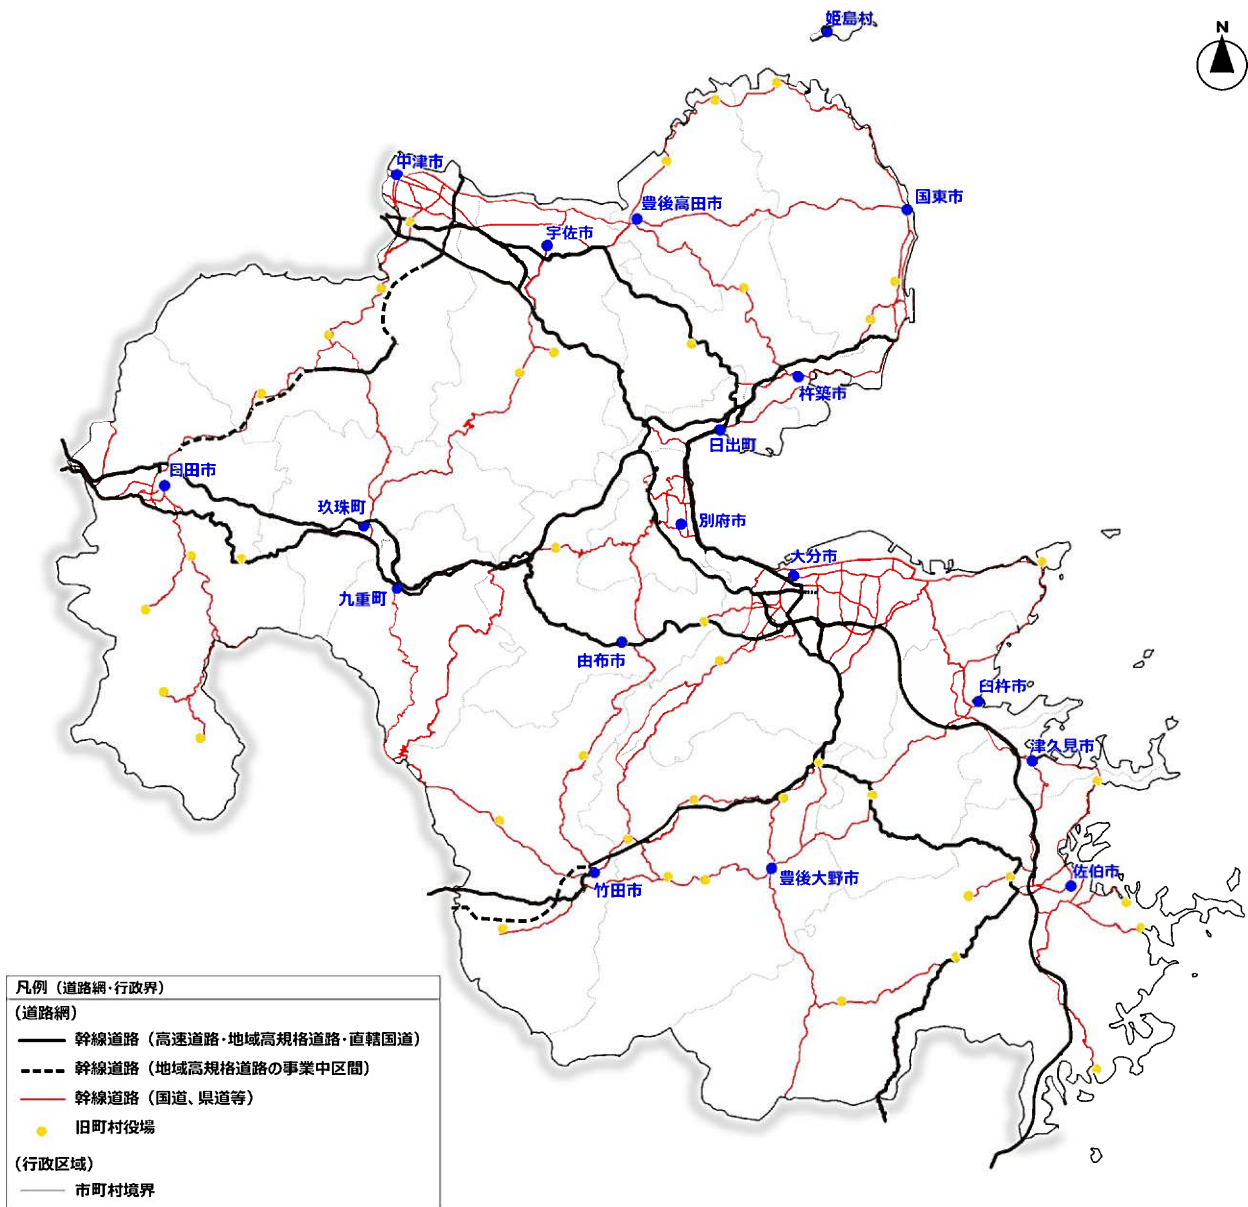 姫島村
N
中津市
豊後高田市
国東市
宇佐市
杵築市
日出町
日田市
玖珠町
別府市
大分市
九重町
由布市
臼杵市
津久見市
佐伯市
豊後大野市
竹田市
凡例（道路網・行政界）
（道路網）
幹線道路（高速道路・地域高規格道路・直轄国道）
幹線道路（地域高規格道路の事業中区間）
幹線道路（国道、県道等）
旧町村役場
（行政区域）
市町村境界